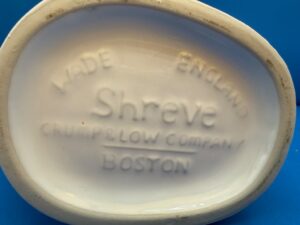 MADE ENGLAND
Shreve
CRUMP & LOW COMPANY
BOSTON